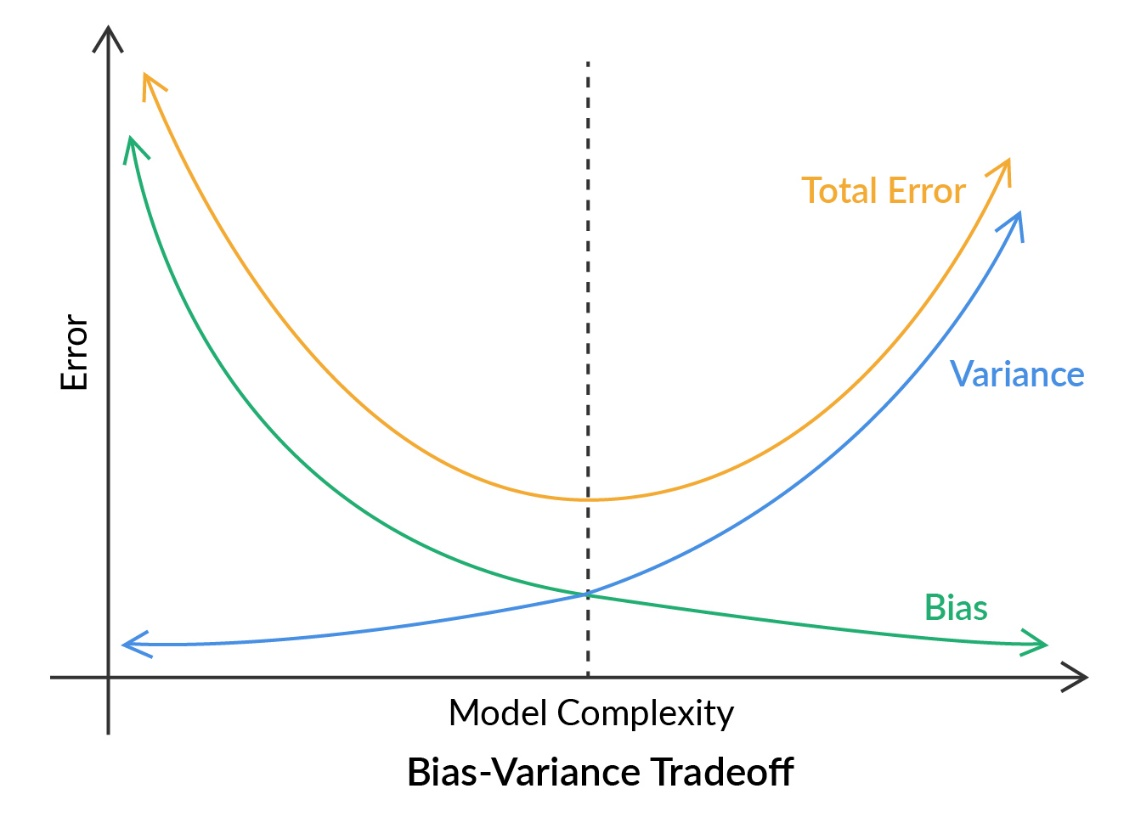 Total Error
Variance
Error
Bias
Model Complexity
Bias-Variance Tradeoff